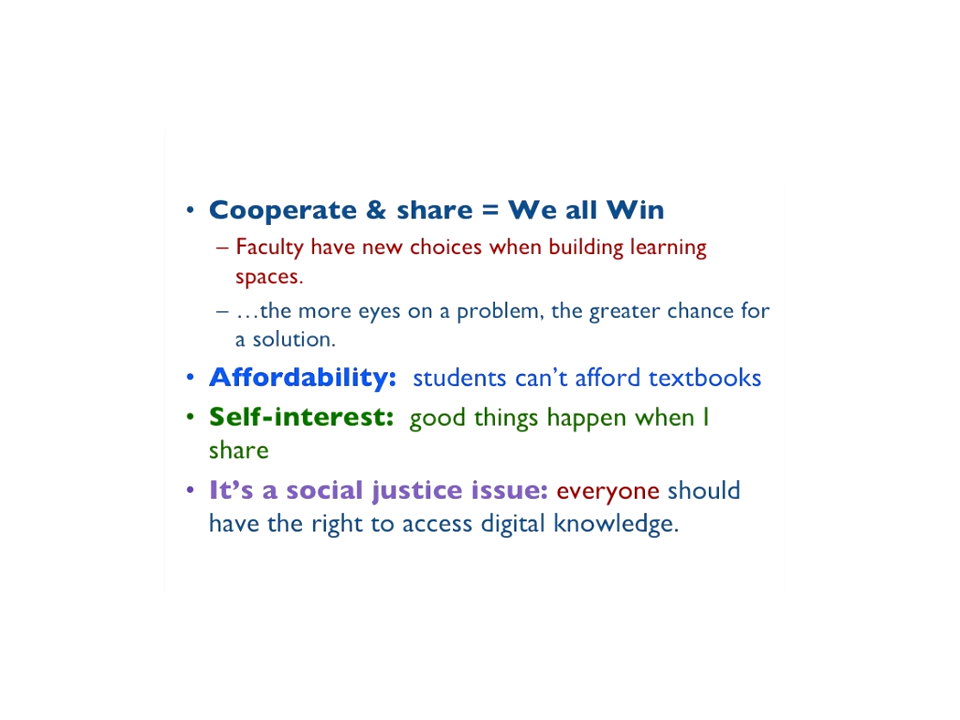 • Cooperate & share = We all Win
– Faculty have new choices when building learning
spaces.
– …the more eyes on a problem, the greater chance for
a solution.
• Affordability: students can’t afford textbooks
• Self-interest: good things happen when I
share
• It’s a social justice issue: everyone should
have the right to access digital knowledge.